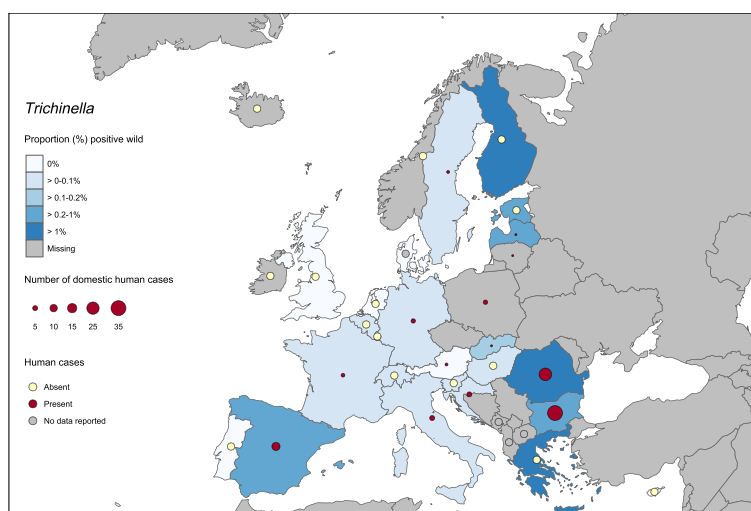 Trichinella
Proportion (%) positive wild
0%
> 0-0.1%
> 0.1-0.2%
> 0.2-1%
> 1%
Missing
Number of domestic human cases
5 10 15 25 35
Human cases
Absent
Present
No data reported